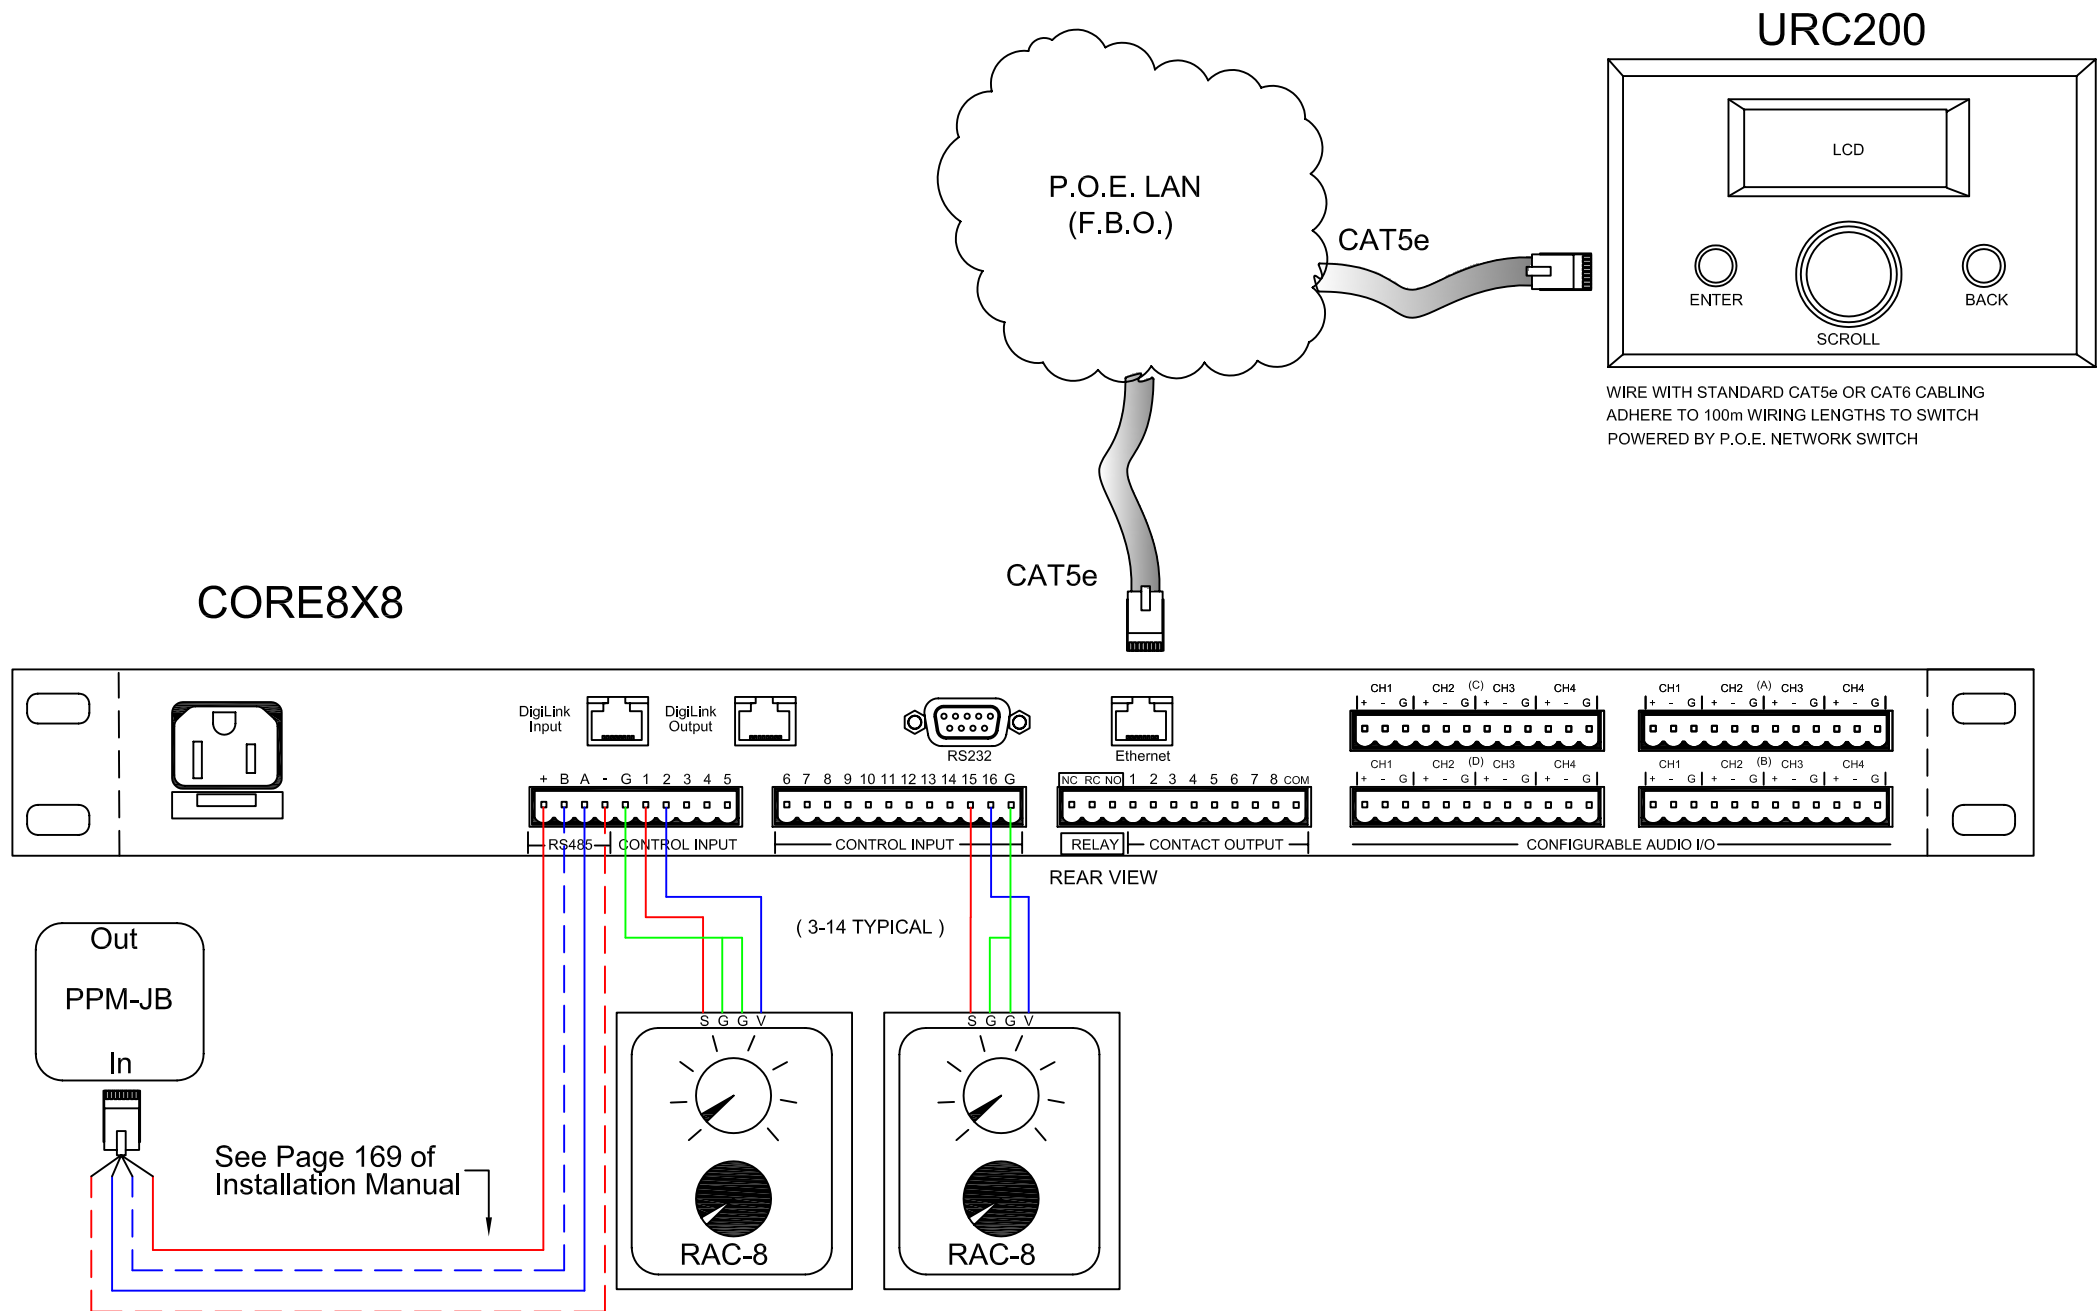 URC200
LCD
ENTER
BACK
SCROLL
WIRE WITH STANDARD CAT5e OR CAT6 CABLING
ADHERE TO 100m WIRING LENGTHS TO SWITCH
POWERED BY P.O.E. NETWORK SWITCH
P.O.E. LAN
(F.B.O.)
CAT5e
CAT5e
CORE8X8
DigiLink
Input
DigiLink
Output
RS232
Ethernet
CH1 CH2 (C) CH3 CH4
+ - G + - G + - G + - G
CH1 CH2 (A) CH3 CH4
+ - G + - G + - G + - G
+ B A - G 1 2 3 4 5
6 7 8 9 10 11 12 13 14 15 16 G
NC RC NO 1 2 3 4 5 6 7 8 COM
CH1 CH2 (D) CH3 CH4
+ - G + - G + - G + - G
CH1 CH2 (B) CH3 CH4
+ - G + - G + - G + - G
RS485 CONTROL INPUT
CONTROL INPUT
RELAY CONTACT OUTPUT
CONFIGURABLE AUDIO I/O
REAR VIEW
( 3-14 TYPICAL )
Out
PPM-JB
In
See Page 169 of
Installation Manual
S G G V
RAC-8
S G G V
RAC-8